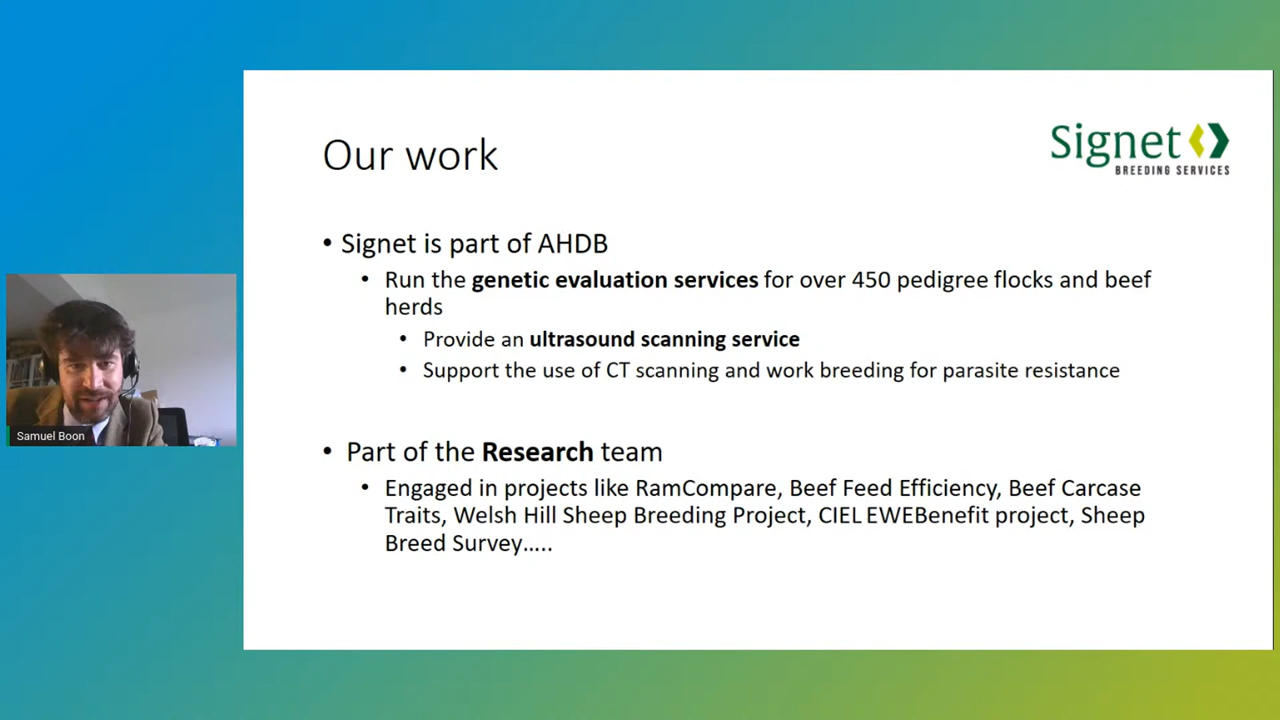 Our work
Signet
BREEDING SERVICES
• Signet is part of AHDB
• Run the genetic evaluation services for over 450 pedigree flocks and beef
herds
• Provide an ultrasound scanning service
• Support the use of CT scanning and work breeding for parasite resistance
• Part of the Research team
• Engaged in projects like RamCompare, Beef Feed Efficiency, Beef Carcase
Traits, Welsh Hill Sheep Breeding Project, CIEL EWEBenefit project, Sheep
Breed Survey…..
Samuel Boon